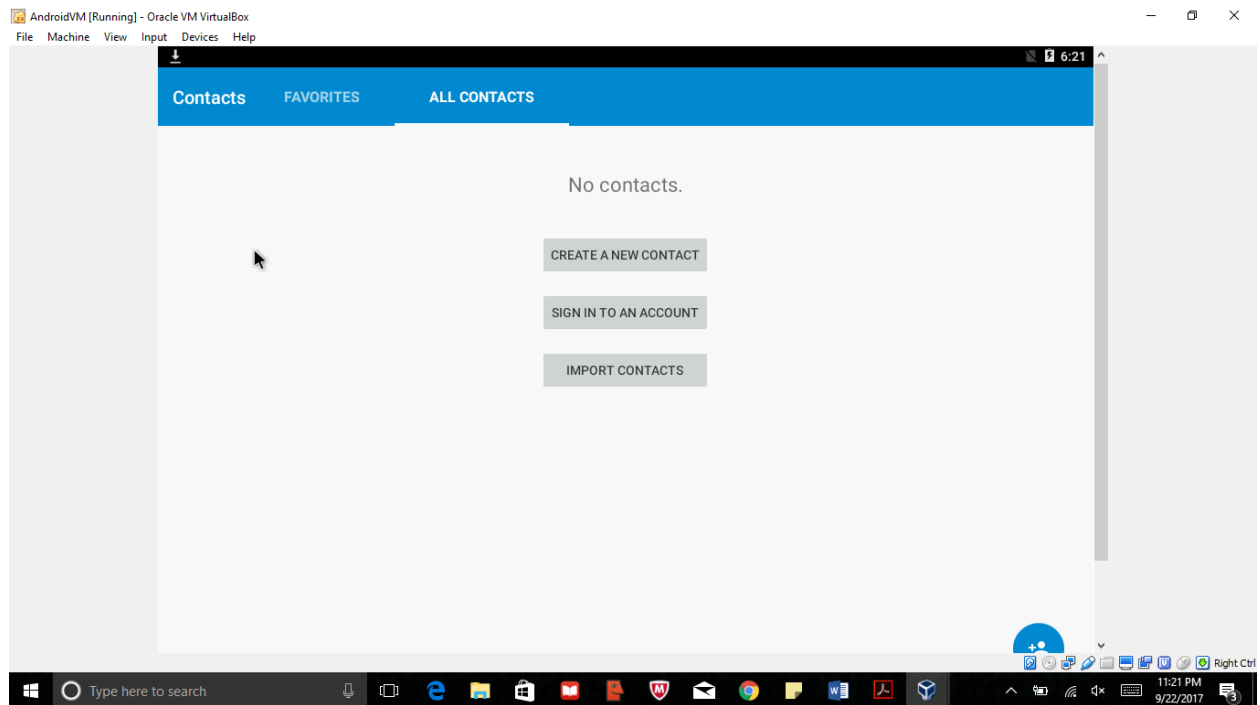 AndroidVM [Running] - Oracle VM VirtualBox
File Machine View Input Devices Help
6:21
Contacts FAVORITES ALL CONTACTS
No contacts.
CREATE A NEW CONTACT
SIGN IN TO AN ACCOUNT
IMPORT CONTACTS
Right Ctrl
Type here to search
11:21 PM
9/22/2017
3